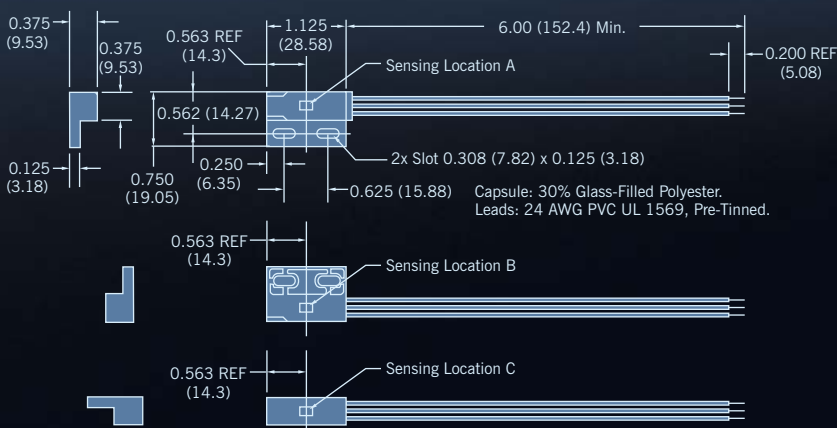 0.375
(9.53)
0.375
(9.53)
0.563 REF
(14.3)
1.125
(28.58)
6.00 (152.4) Min.
0.200 REF
(5.08)
Sensing Location A
0.562 (14.27)
2x Slot 0.308 (7.82) x 0.125 (3.18)
0.125
(3.18)
0.750
(19.05)
0.250
(6.35)
0.625 (15.88)
Capsule: 30% Glass-Filled Polyester.
Leads: 24 AWG PVC UL 1569, Pre-Tinned.
0.563 REF
(14.3)
Sensing Location B
0.563 REF
(14.3)
Sensing Location C